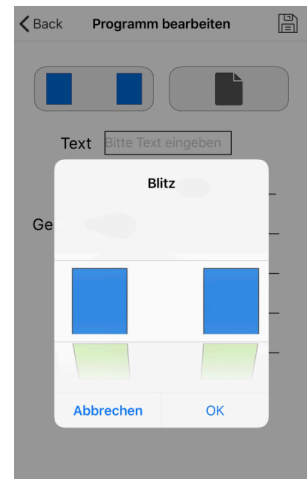 Back Programm bearbeiten
Text Bitte Text eingeben
Blitz
Ge
Abbrechen OK